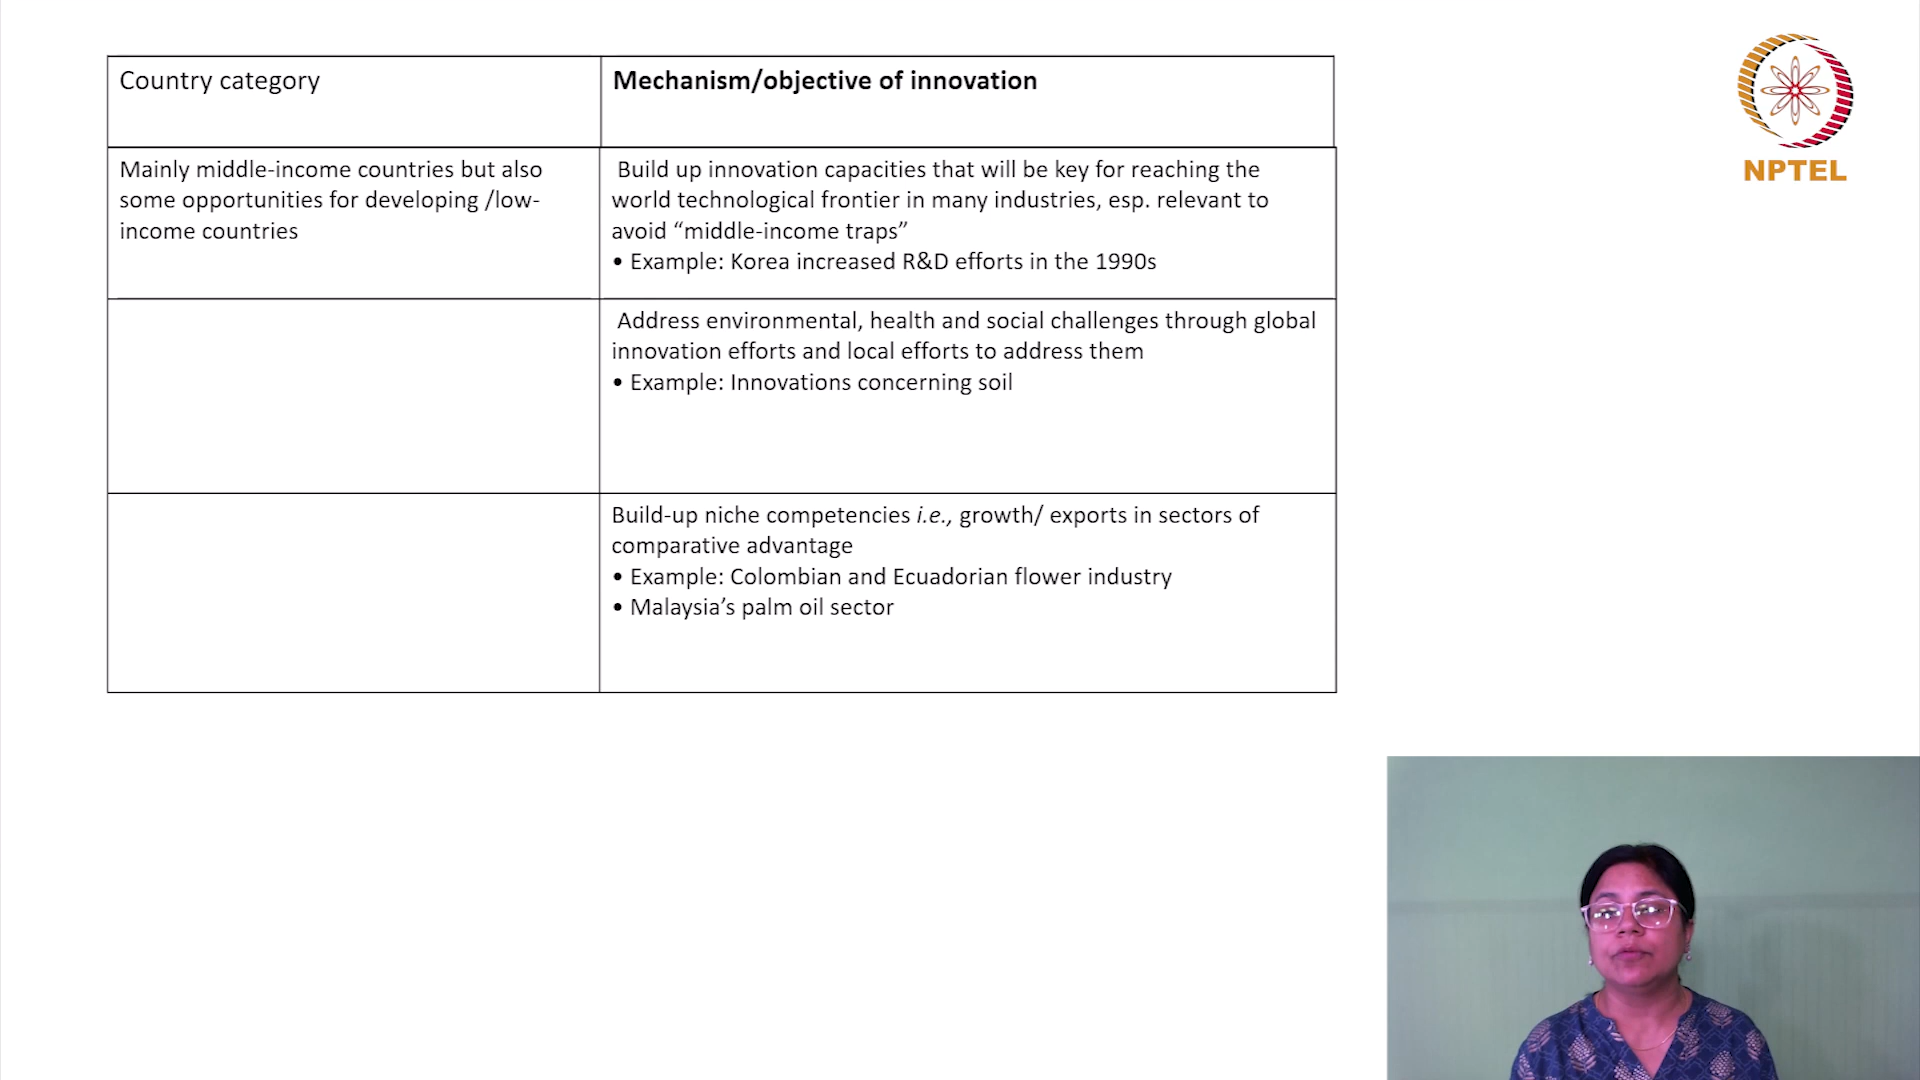 Country category
Mechanism/objective of innovation
Mainly middle-income countries but also
some opportunities for developing /low-
income countries
Build up innovation capacities that will be key for reaching the
world technological frontier in many industries, esp. relevant to
avoid “middle-income traps”
• Example: Korea increased R&D efforts in the 1990s
Address environmental, health and social challenges through global
innovation efforts and local efforts to address them
• Example: Innovations concerning soil
Build-up niche competencies i.e., growth/ exports in sectors of
comparative advantage
• Example: Colombian and Ecuadorian flower industry
• Malaysia’s palm oil sector
NPTEL